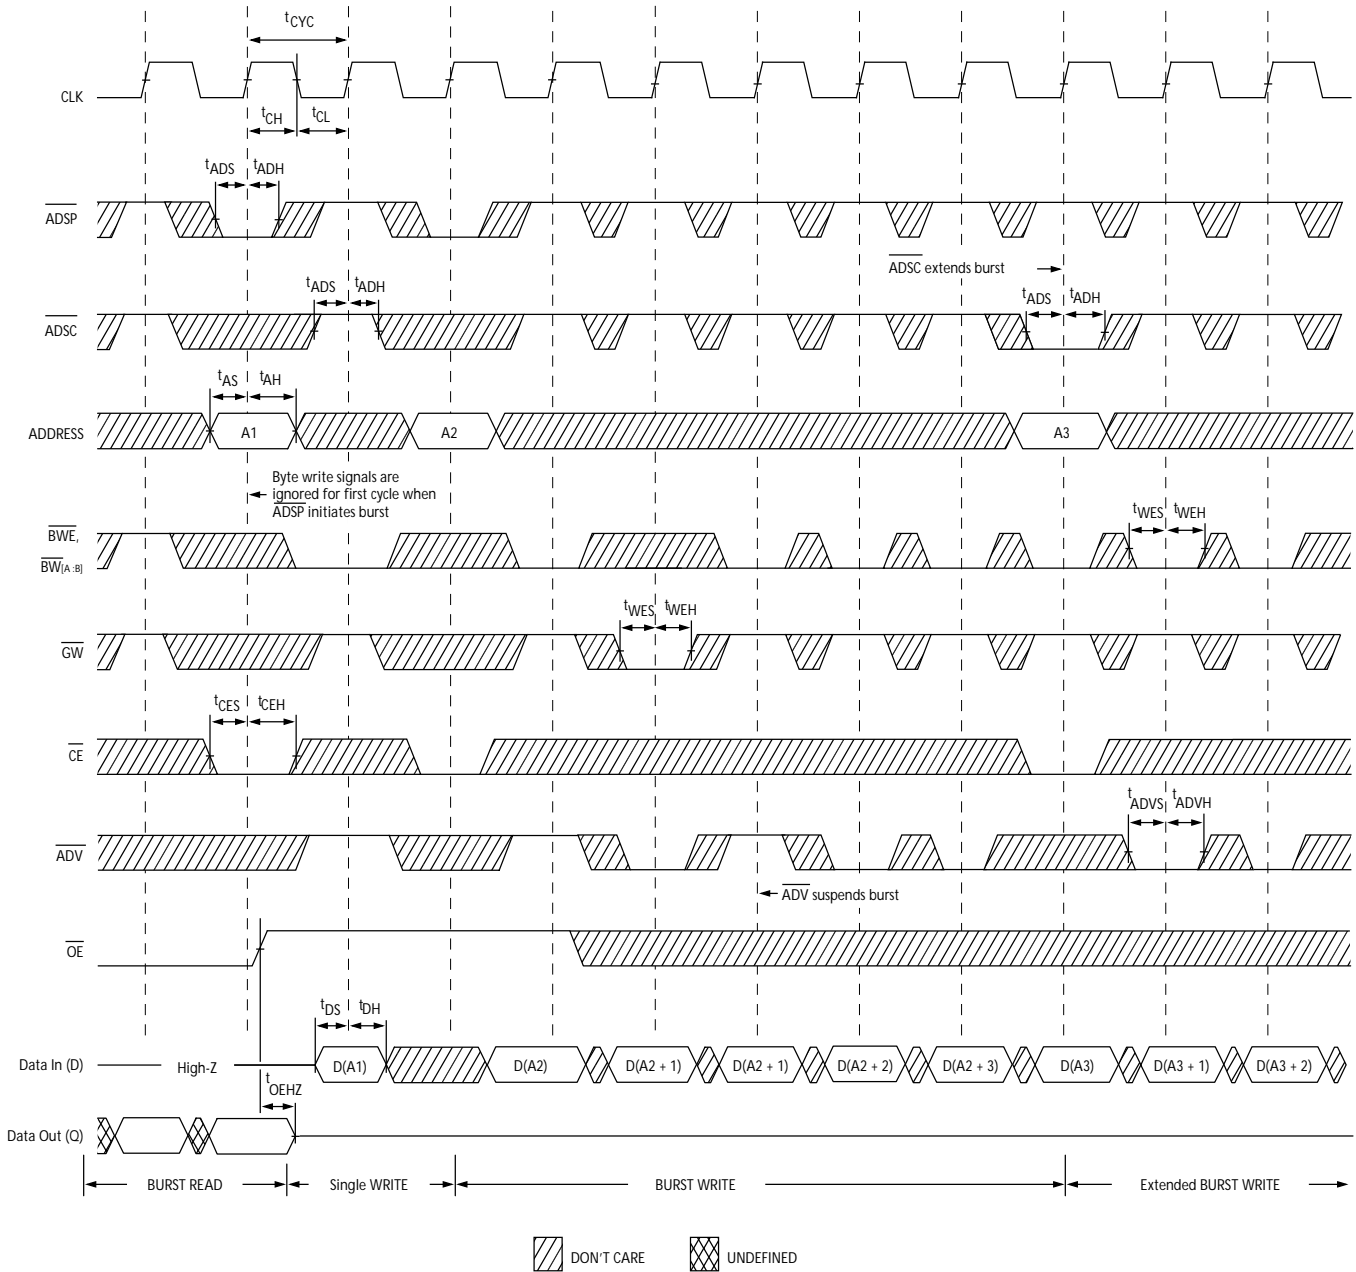 tCYC
CLK
tCH tCL
tADS tADH
ADSP
ADSC extends burst
tADS tADH
tADS tADH
ADSC
tAS tAH
ADDRESS
A1 A2 A3
Byte write signals are
ignored for first cycle when
ADSP initiates burst
tWES tWEH
BWE,
BW[A :B]
tWES tWEH
GW
tCES tCEH
CE
tADVS tADVH
ADV
ADV suspends burst
OE
tDS tDH
Data In (D) High-Z D(A1) D(A2) D(A2 + 1) D(A2 + 1) D(A2 + 2) D(A2 + 3) D(A3) D(A3 + 1) D(A3 + 2)
tOEHZ
Data Out (Q)
BURST READ Single WRITE BURST WRITE Extended BURST WRITE
DON'T CARE UNDEFINED